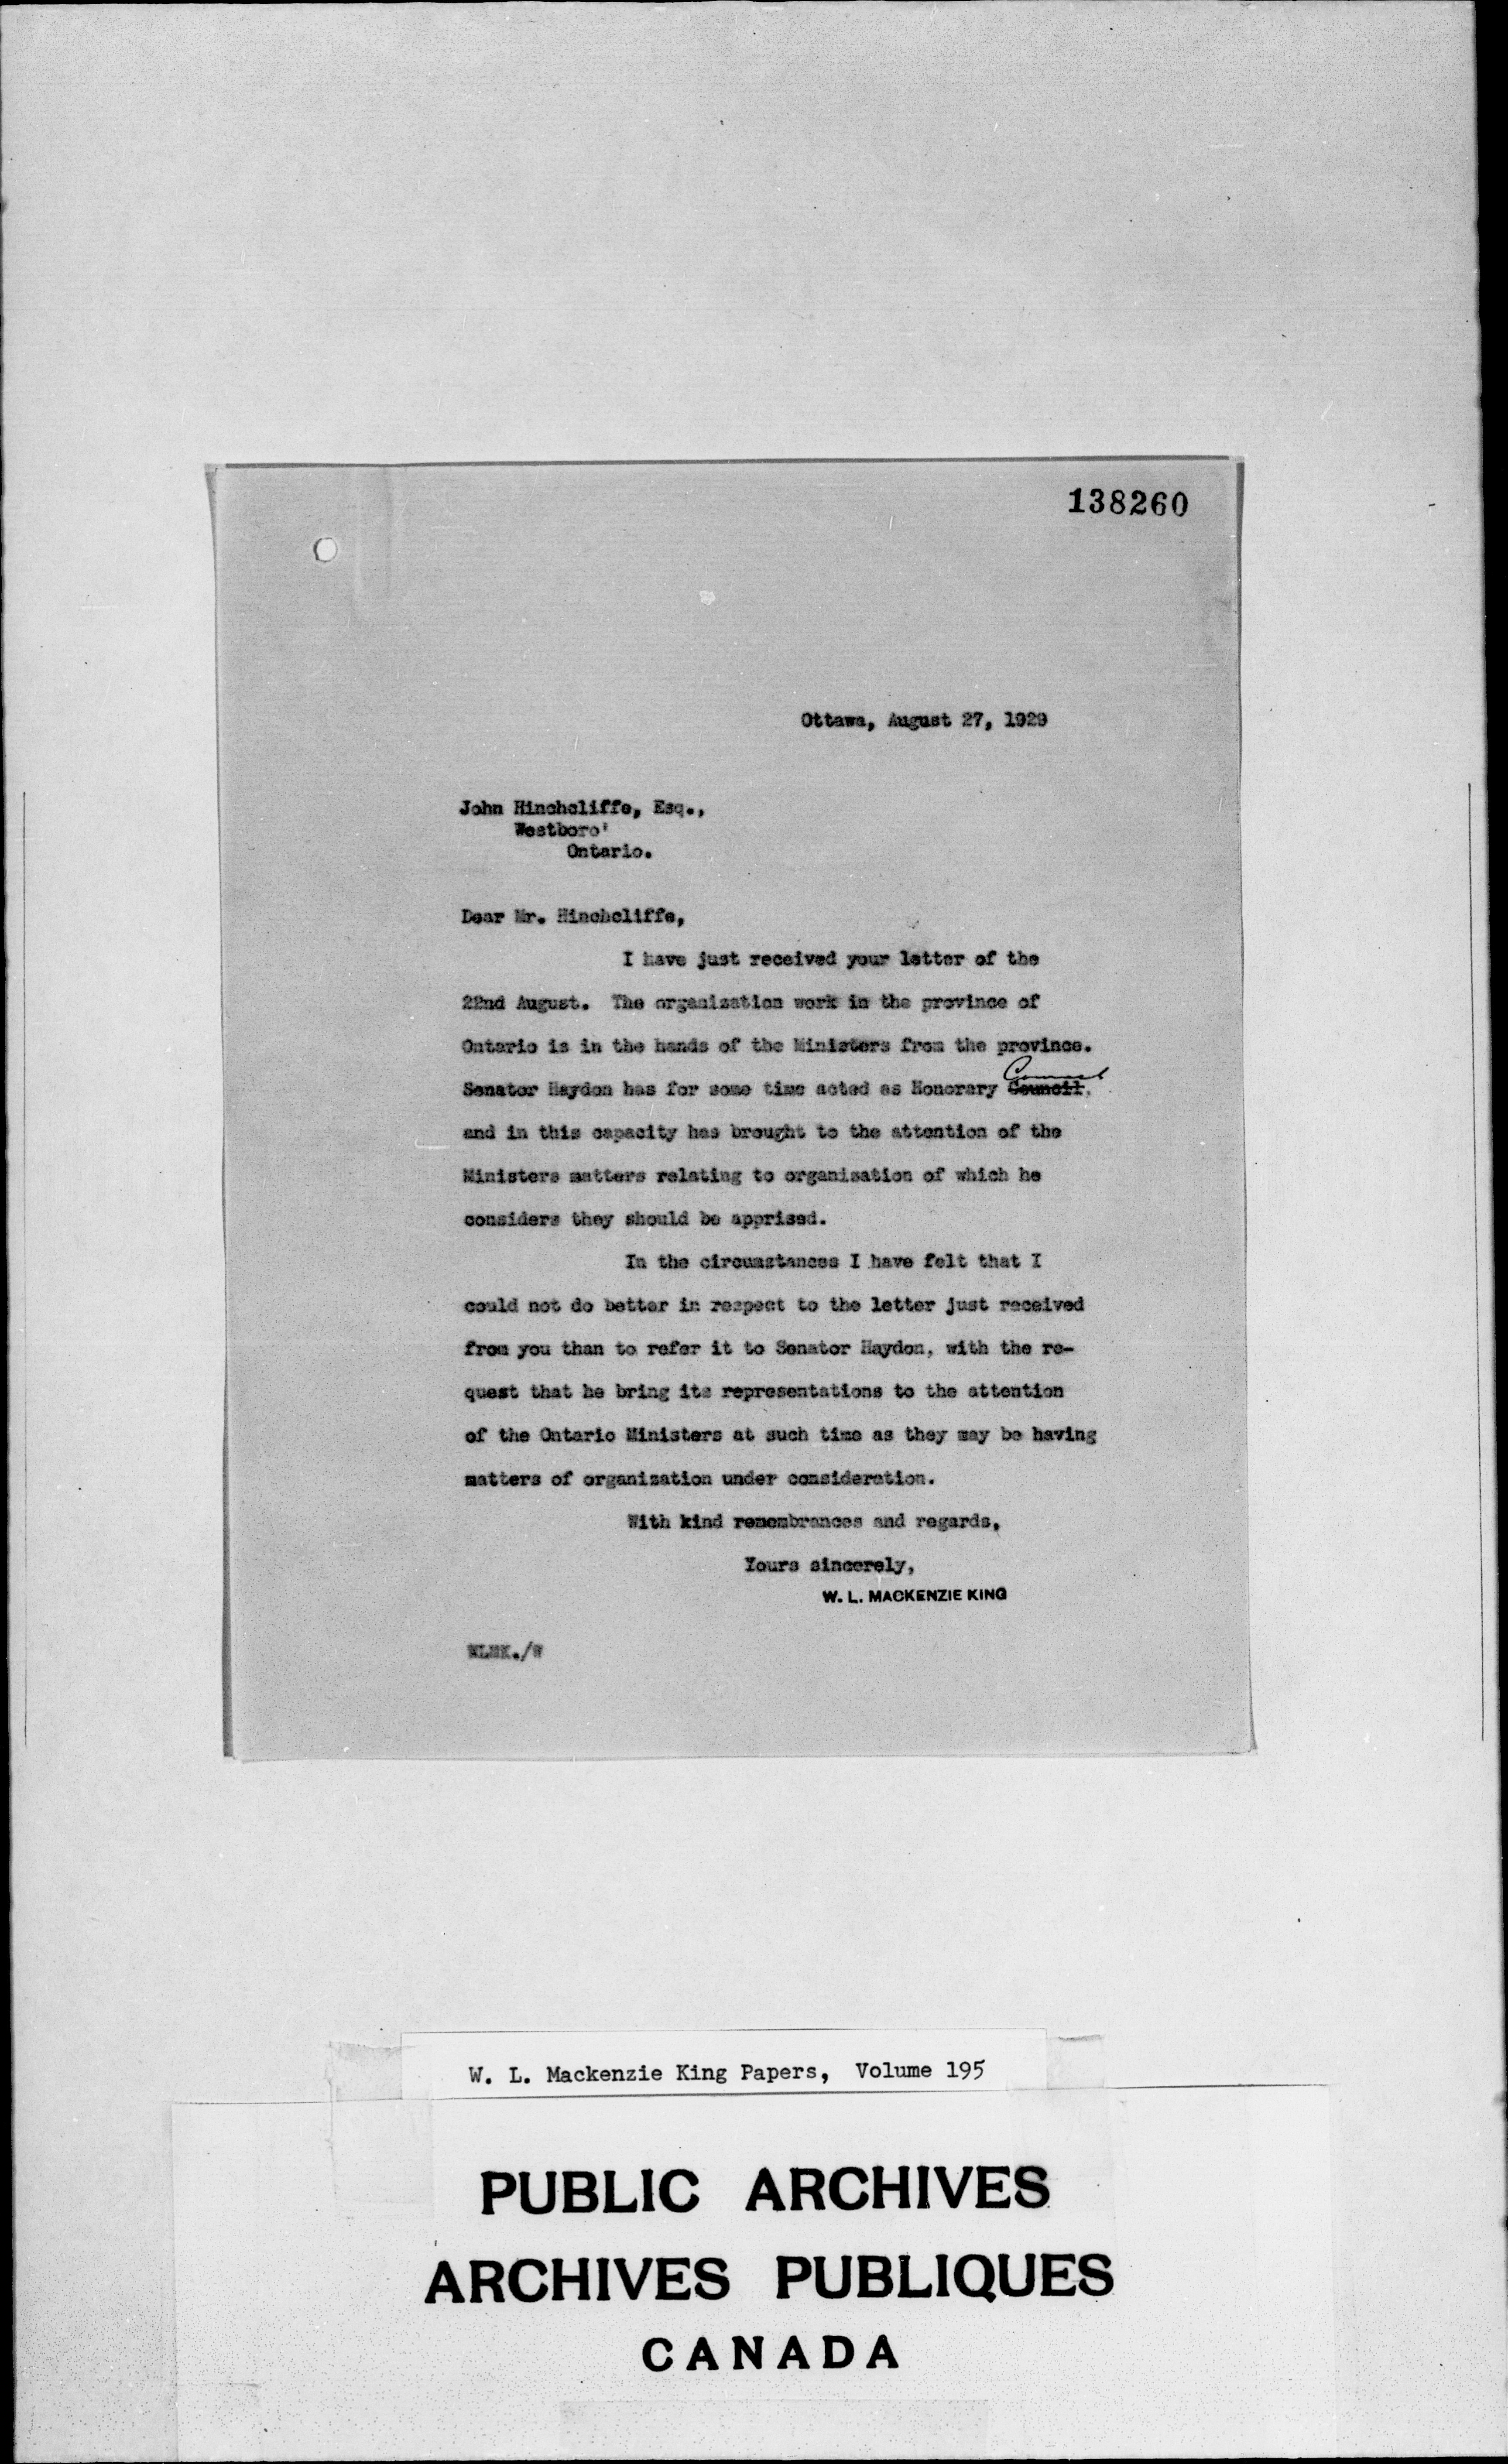 138260
Ottawa, August 27, 1929
John Hinchcliffe, Esq.,
Westboro'
Ontario.
Dear Mr. Hinchcliffe,
I have just received your letter of the
22nd August. The organization work in the province of
Ontario is in the hands of the Ministers from the province.
Counsel
Senator Haydon has for some time acted as Honorary Council,
and in this capacity has brought to the attention of the
Ministers matters relating to organization of which he
considers they should be apprised.
In the circumstances I have felt that I
could not do better in respect to the letter just received
from you than to refer it to Senator Haydon, with the re-
quest that he bring its representations to the attention
of the Ontario Ministers at such time as they may be having
matters of organization under consideration.
With kind remembrances and regards,
Yours sincerely,
W. L. MACKENZIE KING
WLMK./W
W. L. Mackenzie King Papers, Volume 195
PUBLIC ARCHIVES
ARCHIVES PUBLIQUES
CANADA